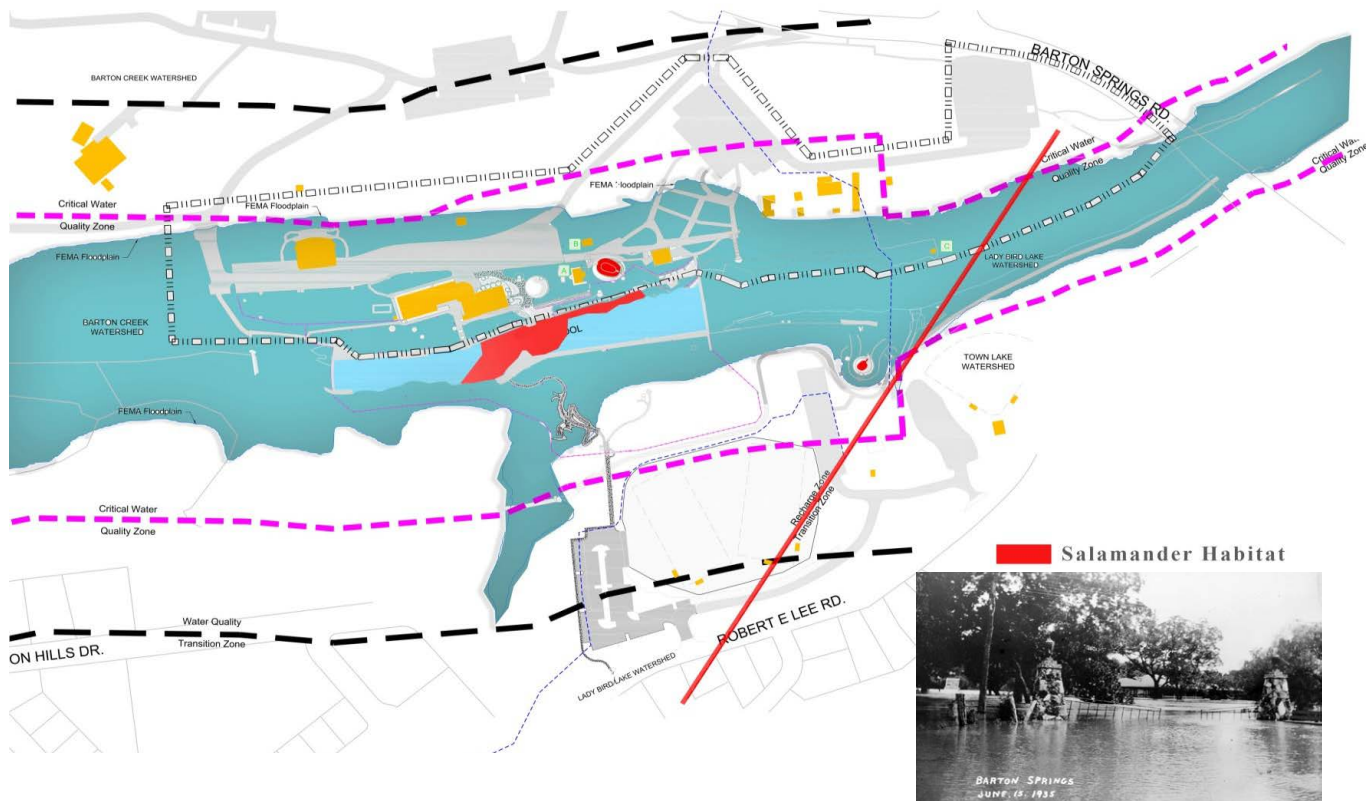 BARTON SPRINGS RD.
BARTON CREEK WATERSHED
Critical Water
Quality Zone
Critical Water
Quality Zone
FEMA Floodplain
FEMA Floodplain
Critical Water
Quality Zone
FEMA Floodplain
B
A
C
LADY BIRD LAKE
WATERSHED
BARTON CREEK
WATERSHED
TOWN LAKE
WATERSHED
FEMA Floodplain
Critical Water
Quality Zone
Recharge Zone
Transition Zone
Salamander Habitat
Water Quality
Transition Zone
ON HILLS DR.
ROBERT E LEE RD.
LADY BIRD LAKE WATERSHED
BARTON SPRINGS
JUNE, 15, 1935